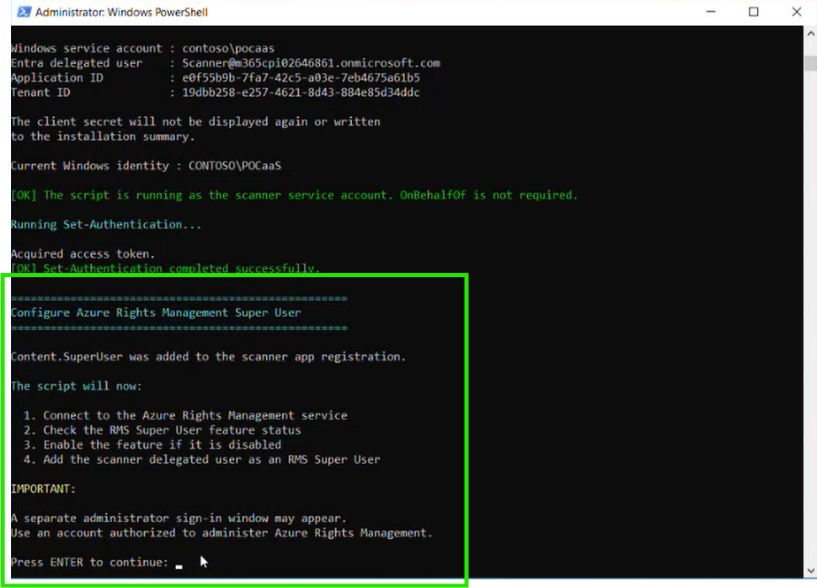 Administrator: Windows PowerShell
Windows service account : contoso\pocaas
Entra delegated user    : Scanner@m365cpi02646861.onmicrosoft.com
Application ID          : e0f55b9b-7fa7-42c5-a03e-7eb4675a61b5
Tenant ID               : 19dbb258-e257-4621-8d43-884e85d34ddc
The client secret will not be displayed again or written
to the installation summary.
Current Windows identity : CONTOSO\POCaaS
[OK] The script is running as the scanner service account. OnBehalfOf is not required.
Running Set-Authentication...
Acquired access token.
[OK] Set-Authentication completed successfully.
==================================================
Configure Azure Rights Management Super User
==================================================
Content.SuperUser was added to the scanner app registration.
The script will now:
1. Connect to the Azure Rights Management service
2. Check the RMS Super User feature status
3. Enable the feature if it is disabled
4. Add the scanner delegated user as an RMS Super User
IMPORTANT:
A separate administrator sign-in window may appear.
Use an account authorized to administer Azure Rights Management.
Press ENTER to continue: _